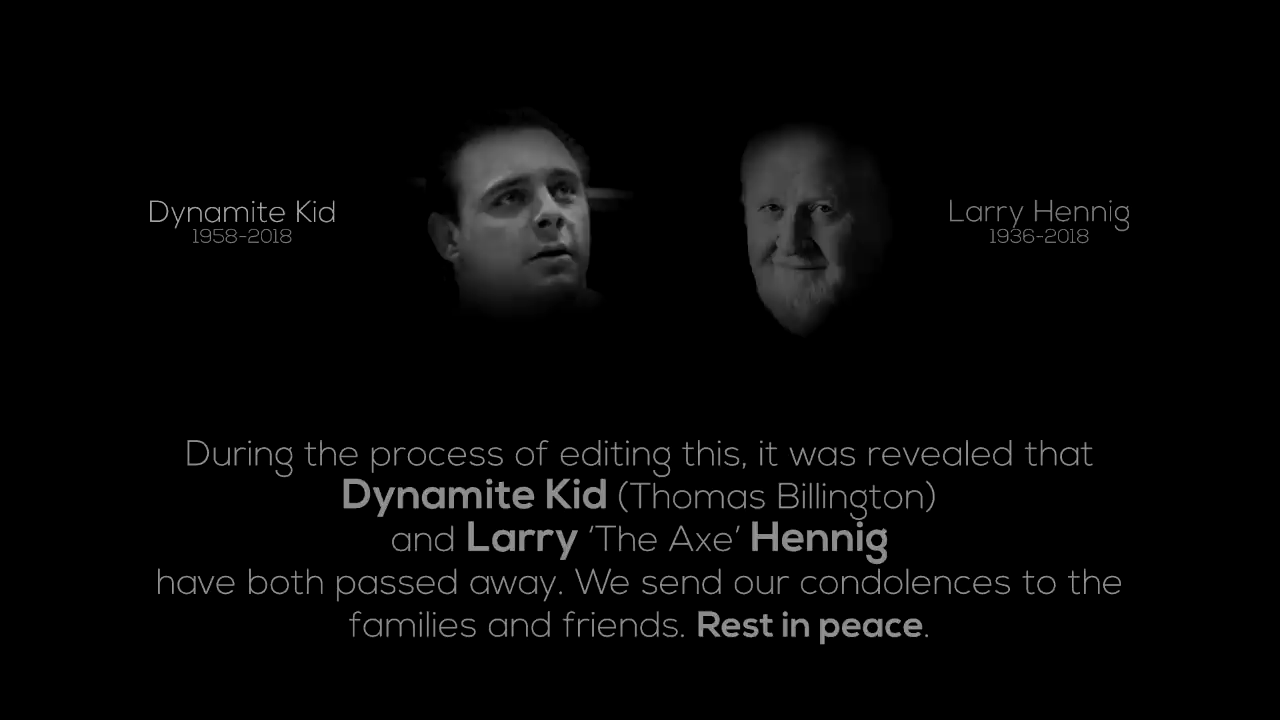 Dynamite Kid
1958-2018
Larry Hennig
1936-2018
During the process of editing this, it was revealed that
Dynamite Kid (Thomas Billington)
and Larry ‘The Axe’ Hennig
have both passed away. We send our condolences to the
families and friends. Rest in peace.